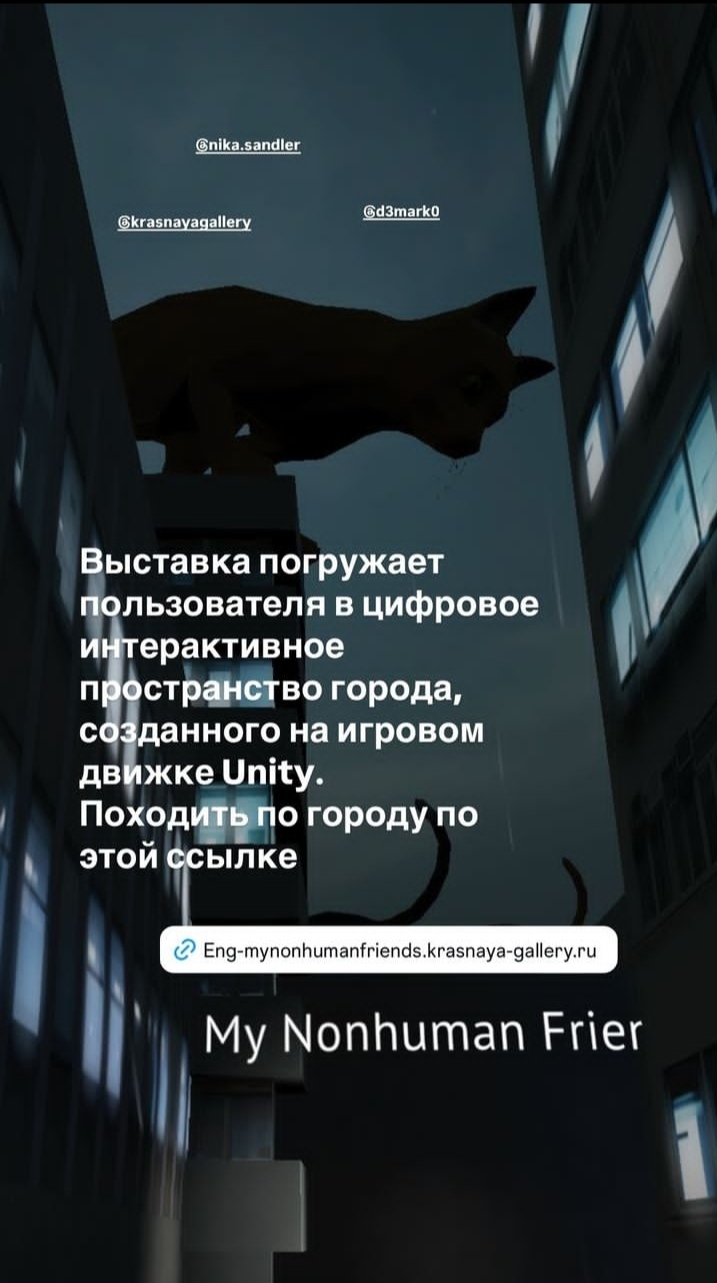 @nika.sandler
@krasnayagallery
@d3mark0
Выставка погружает
пользователя в цифровое
интерактивное
пространство города,
созданного на игровом
движке Unity.
Походить по городу по
этой ссылке
Eng-mynonhumanfriends.krasnaya-gallery.ru
My Nonhuman Frier